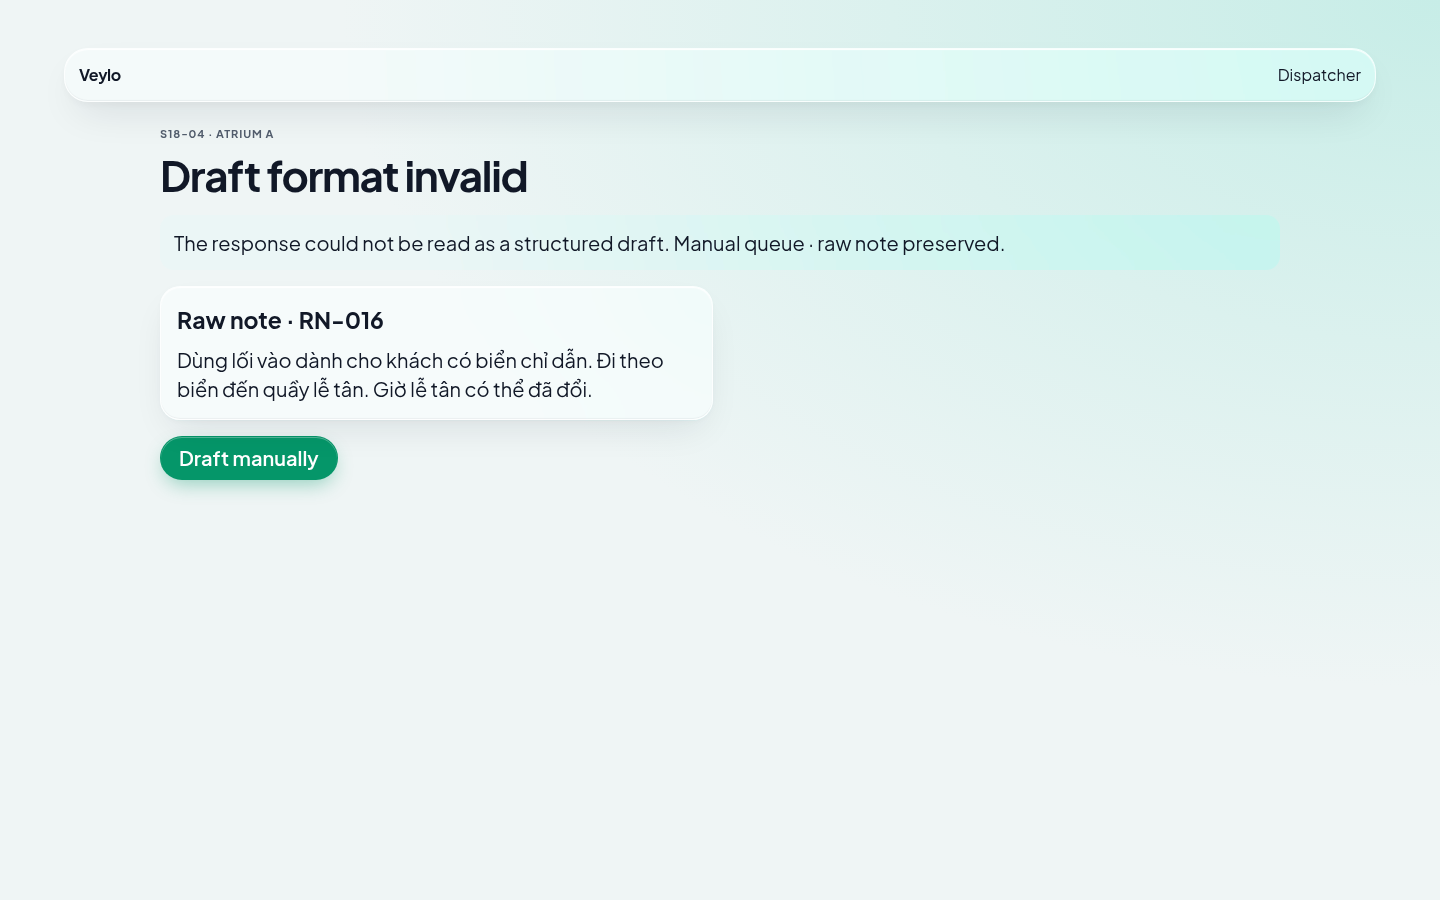 Veylo
Dispatcher
S18-04 · ATRIUM A
Draft format invalid
The response could not be read as a structured draft. Manual queue · raw note preserved.
Raw note · RN-016
Dùng lối vào dành cho khách có biển chỉ dẫn. Đi theo
biển đến quầy lễ tân. Giờ lễ tân có thể đã đổi.
Draft manually